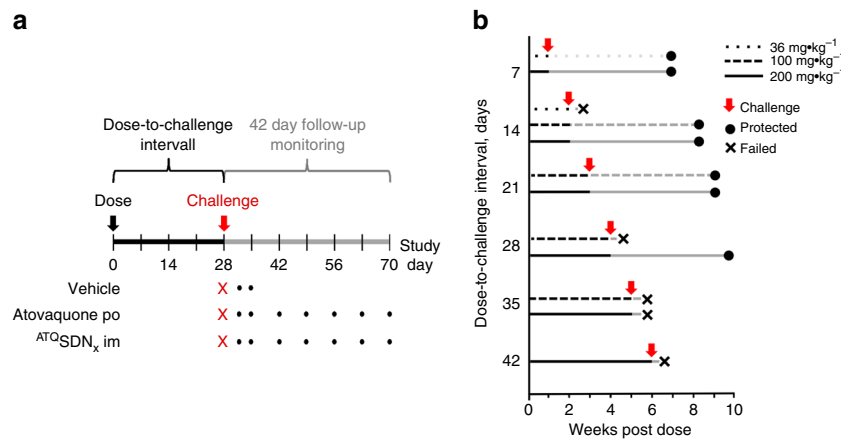 a
Dose-to-challenge
intervall
42 day follow-up
monitoring
Dose
Challenge
Study
day
0 14 28 42 56 70
Vehicle X
Atovaquone po X
ATQSDNx im X
b
36 mg•kg−1
100 mg•kg−1
200 mg•kg−1
Challenge
Protected
Failed
Dose-to-challenge interval, days
7
14
21
28
35
42
0 2 4 6 8 10
Weeks post dose